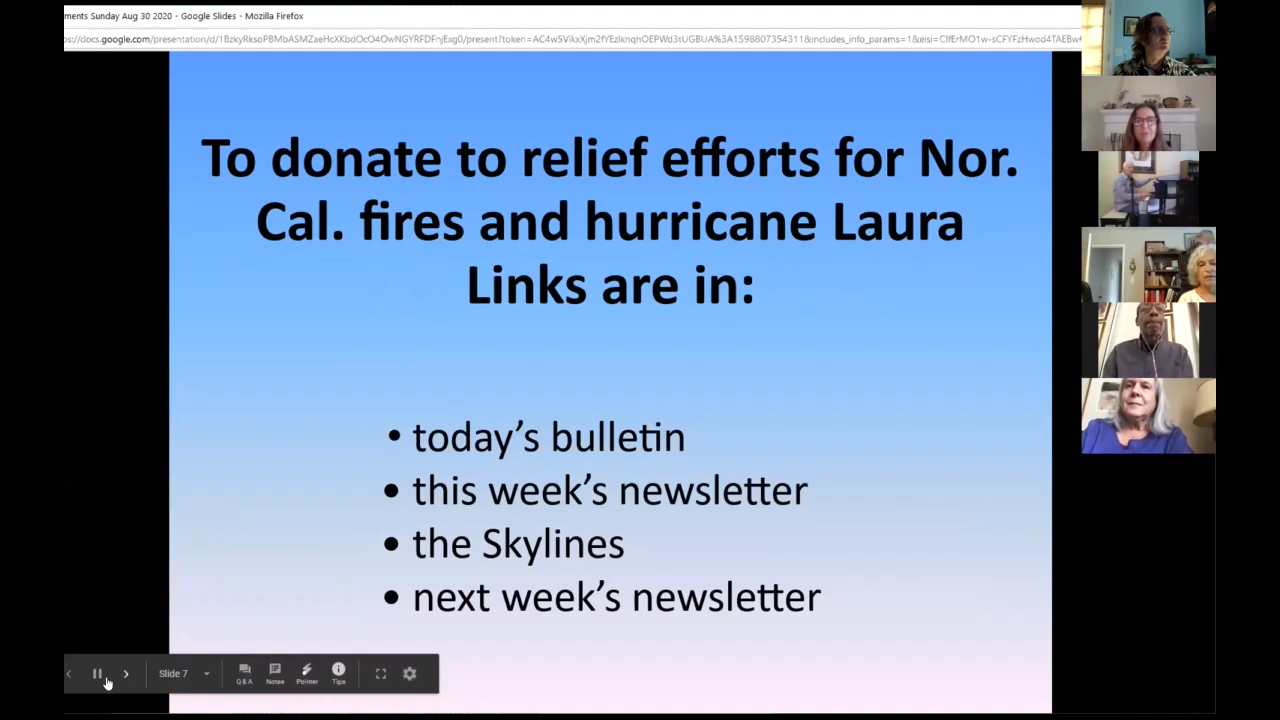 ments Sunday Aug 30 2020 - Google Slides - Mozilla Firefox
To donate to relief efforts for Nor.
Cal. fires and hurricane Laura
Links are in:
• today's bulletin
• this week's newsletter
• the Skylines
• next week's newsletter
Slide 7
Q&A Notes Pointer Tips